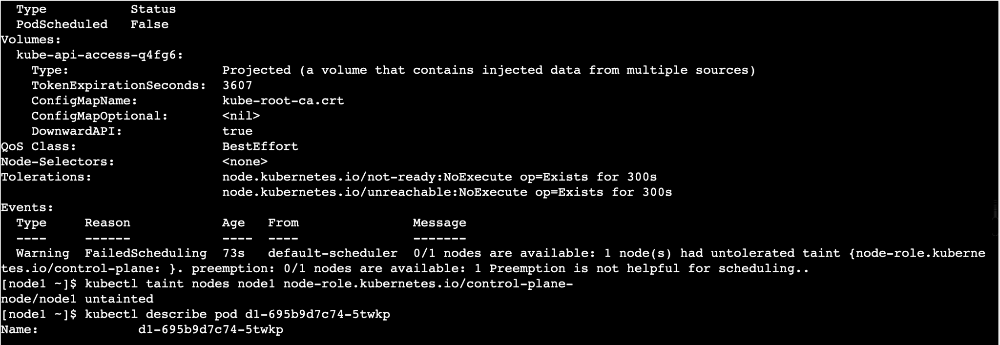 Type           Status
  PodScheduled   False
Volumes:
  kube-api-access-q4fg6:
    Type:                    Projected (a volume that contains injected data from multiple sources)
    TokenExpirationSeconds:  3607
    ConfigMapName:           kube-root-ca.crt
    ConfigMapOptional:       <nil>
    DownwardAPI:             true
QoS Class:                   BestEffort
Node-Selectors:              <none>
Tolerations:                 node.kubernetes.io/not-ready:NoExecute op=Exists for 300s
                             node.kubernetes.io/unreachable:NoExecute op=Exists for 300s
Events:
  Type     Reason            Age   From               Message
  ----     ------            ----  ----               -------
  Warning  FailedScheduling  73s   default-scheduler  0/1 nodes are available: 1 node(s) had untolerated taint {node-role.kuberne
tes.io/control-plane: }. preemption: 0/1 nodes are available: 1 Preemption is not helpful for scheduling..
[node1 ~]$ kubectl taint nodes node1 node-role.kubernetes.io/control-plane-
node/node1 untainted
[node1 ~]$ kubectl describe pod d1-695b9d7c74-5twkp
Name:             d1-695b9d7c74-5twkp